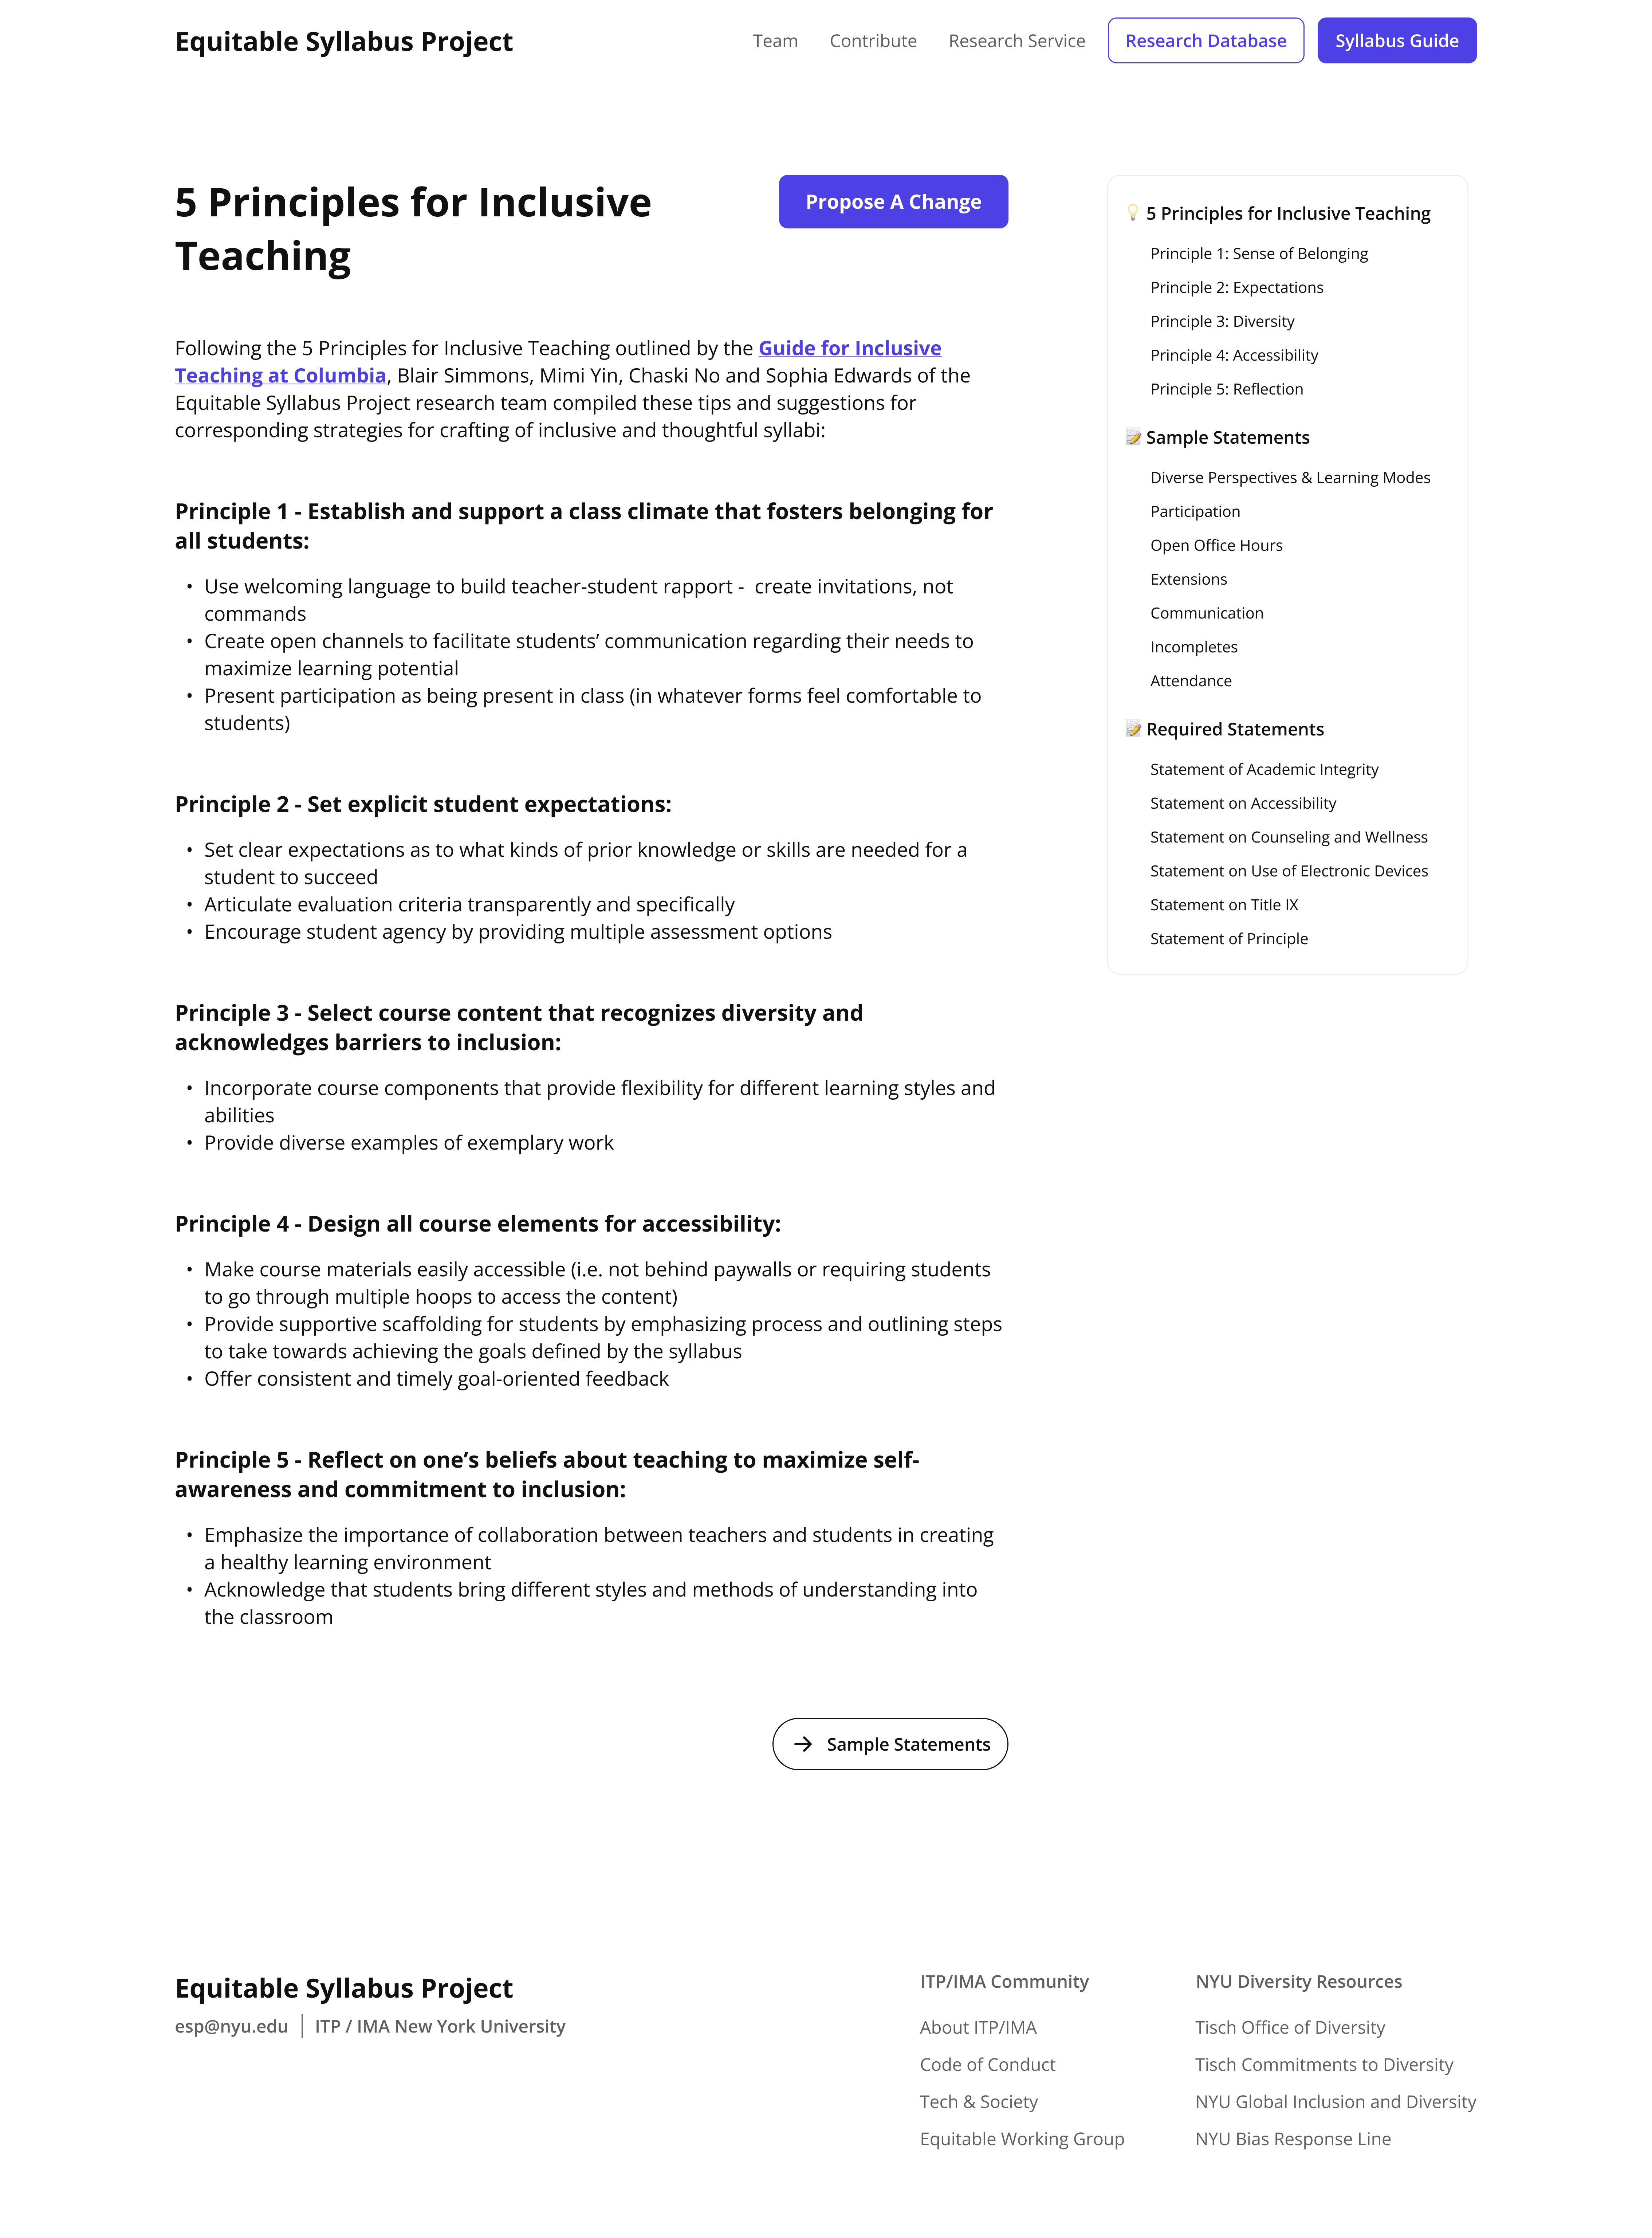 Equitable Syllabus Project
Team
Contribute
Research Service
Research Database
Syllabus Guide
5 Principles for Inclusive
Teaching
Propose A Change
Following the 5 Principles for Inclusive Teaching outlined by the Guide for Inclusive
Teaching at Columbia, Blair Simmons, Mimi Yin, Chaski No and Sophia Edwards of the
Equitable Syllabus Project research team compiled these tips and suggestions for
corresponding strategies for crafting of inclusive and thoughtful syllabi:
Principle 1 - Establish and support a class climate that fosters belonging for
all students:
• Use welcoming language to build teacher-student rapport -  create invitations, not
commands
• Create open channels to facilitate students’ communication regarding their needs to
maximize learning potential
• Present participation as being present in class (in whatever forms feel comfortable to
students)
Principle 2 - Set explicit student expectations:
• Set clear expectations as to what kinds of prior knowledge or skills are needed for a
student to succeed
• Articulate evaluation criteria transparently and specifically
• Encourage student agency by providing multiple assessment options
Principle 3 - Select course content that recognizes diversity and
acknowledges barriers to inclusion:
• Incorporate course components that provide flexibility for different learning styles and
abilities
• Provide diverse examples of exemplary work
Principle 4 - Design all course elements for accessibility:
• Make course materials easily accessible (i.e. not behind paywalls or requiring students
to go through multiple hoops to access the content)
• Provide supportive scaffolding for students by emphasizing process and outlining steps
to take towards achieving the goals defined by the syllabus
• Offer consistent and timely goal-oriented feedback
Principle 5 - Reflect on one’s beliefs about teaching to maximize self-
awareness and commitment to inclusion:
• Emphasize the importance of collaboration between teachers and students in creating
a healthy learning environment
• Acknowledge that students bring different styles and methods of understanding into
the classroom
→ Sample Statements
💡 5 Principles for Inclusive Teaching
Principle 1: Sense of Belonging
Principle 2: Expectations
Principle 3: Diversity
Principle 4: Accessibility
Principle 5: Reflection
📝 Sample Statements
Diverse Perspectives & Learning Modes
Participation
Open Office Hours
Extensions
Communication
Incompletes
Attendance
📝 Required Statements
Statement of Academic Integrity
Statement on Accessibility
Statement on Counseling and Wellness
Statement on Use of Electronic Devices
Statement on Title IX
Statement of Principle
Equitable Syllabus Project
esp@nyu.edu | ITP / IMA New York University
ITP/IMA Community
About ITP/IMA
Code of Conduct
Tech & Society
Equitable Working Group
NYU Diversity Resources
Tisch Office of Diversity
Tisch Commitments to Diversity
NYU Global Inclusion and Diversity
NYU Bias Response Line